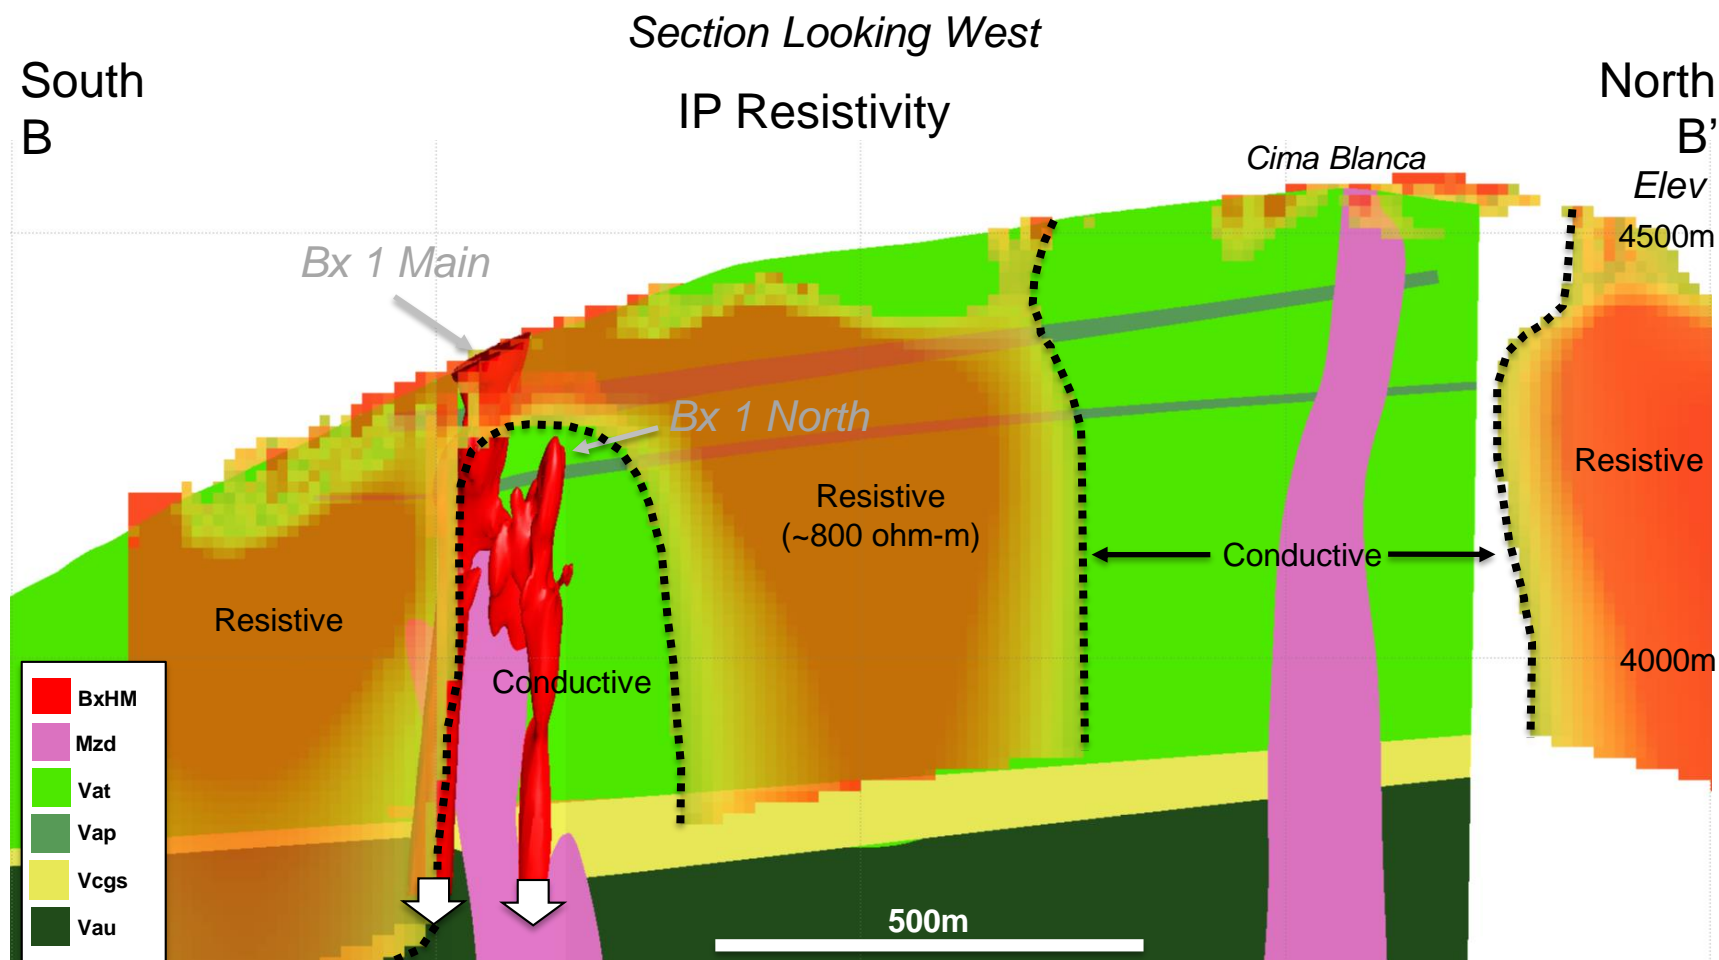 Section Looking West
South
B
IP Resistivity
North
B’
Cima Blanca
Elev
4500m
Bx 1 Main
Bx 1 North
Resistive
Resistive
(~800 ohm-m)
Conductive
Resistive
4000m
Conductive
BxHM
Mzd
Vat
Vap
Vcgs
Vau
500m